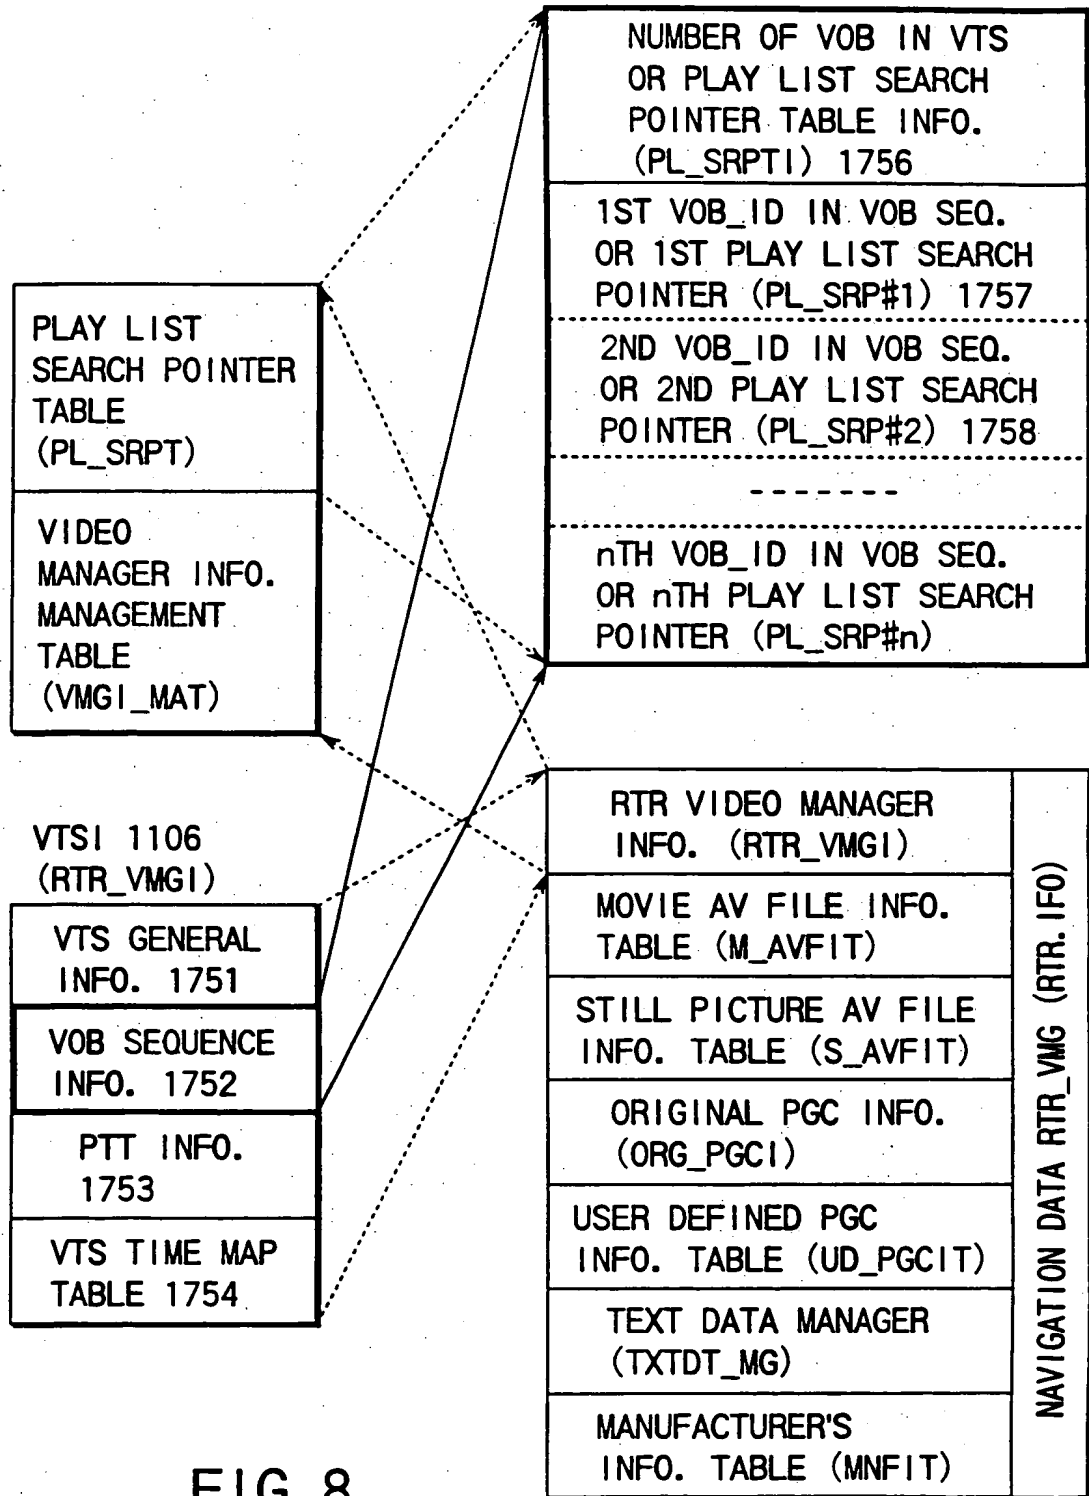 NUMBER OF VOB IN VTS
OR PLAY LIST SEARCH
POINTER TABLE INFO.
(PL_SRPTI) 1756
1ST VOB_ID IN VOB SEQ.
OR 1ST PLAY LIST SEARCH
POINTER (PL_SRP#1) 1757
2ND VOB_ID IN VOB SEQ.
OR 2ND PLAY LIST SEARCH
POINTER (PL_SRP#2) 1758
-------
nTH VOB_ID IN VOB SEQ.
OR nTH PLAY LIST SEARCH
POINTER (PL_SRP#n)
PLAY LIST
SEARCH POINTER
TABLE
(PL_SRPT)
VIDEO
MANAGER INFO.
MANAGEMENT
TABLE
(VMGI_MAT)
VTSI 1106
(RTR_VMGI)
VTS GENERAL
INFO. 1751
VOB SEQUENCE
INFO. 1752
PTT INFO.
1753
VTS TIME MAP
TABLE 1754
RTR VIDEO MANAGER
INFO. (RTR_VMGI)
MOVIE AV FILE INFO.
TABLE (M_AVFIT)
STILL PICTURE AV FILE
INFO. TABLE (S_AVFIT)
ORIGINAL PGC INFO.
(ORG_PGCI)
USER DEFINED PGC
INFO. TABLE (UD_PGCIT)
TEXT DATA MANAGER
(TXTDT_MG)
MANUFACTURER'S
INFO. TABLE (MNFIT)
NAVIGATION DATA RTR_VMG (RTR.IFO)
FIG. 8